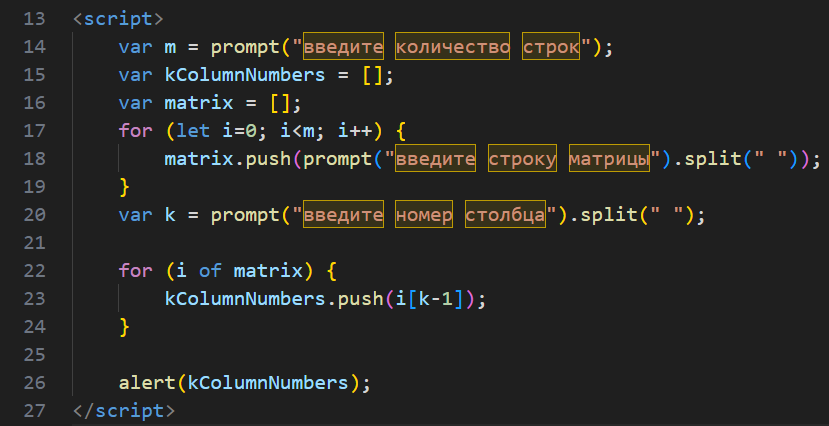 13 <script>
14     var m = prompt("введите количество строк");
15     var kColumnNumbers = [];
16     var matrix = [];
17     for (let i=0; i<m; i++) {
18         matrix.push(prompt("введите строку матрицы").split(" "));
19     }
20     var k = prompt("введите номер столбца").split(" ");
21
22     for (i of matrix) {
23         kColumnNumbers.push(i[k-1]);
24     }
25
26     alert(kColumnNumbers);
27 </script>